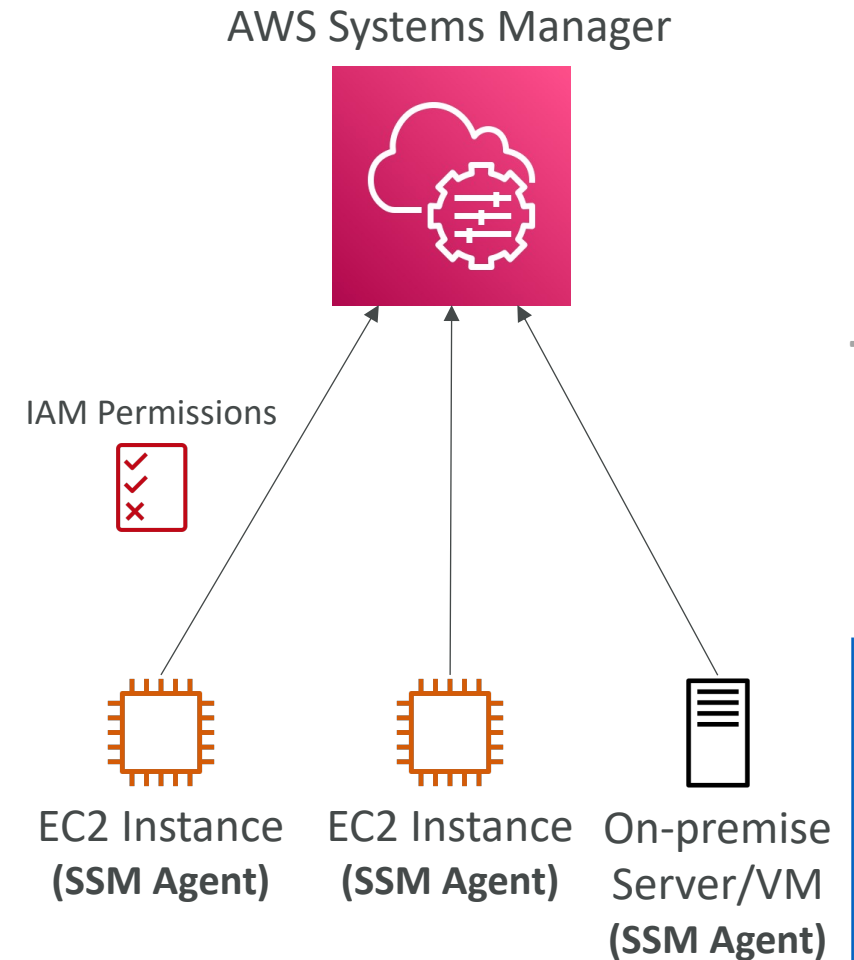 AWS Systems Manager
IAM Permissions
EC2 Instance
(SSM Agent)
EC2 Instance
(SSM Agent)
On-premise
Server/VM
(SSM Agent)